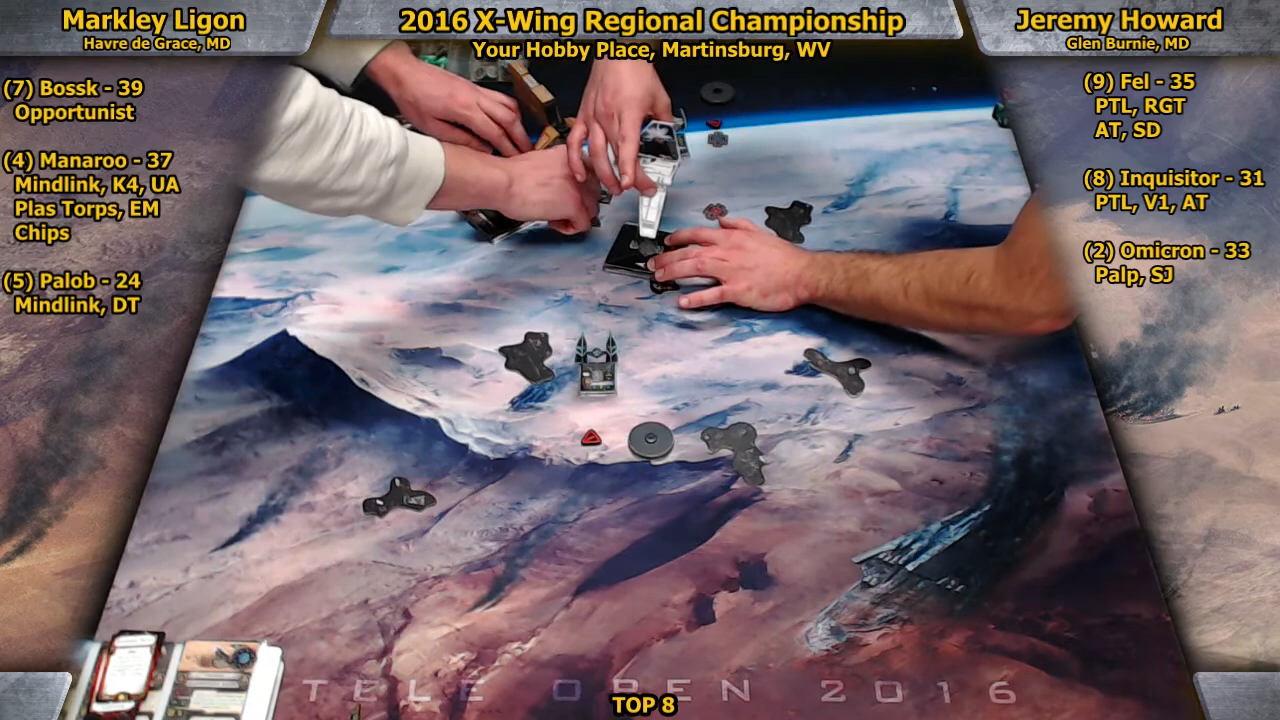 Markley Ligon
Havre de Grace, MD
2016 X-Wing Regional Championship
Your Hobby Place, Martinsburg, WV
Jeremy Howard
Glen Burnie, MD
(7) Bossk - 39
Opportunist
(4) Manaroo - 37
Mindlink, K4, UA
Plas Torps, EM
Chips
(5) Palob - 24
Mindlink, DT
(9) Fel - 35
PTL, RGT
AT, SD
(8) Inquisitor - 31
PTL, V1, AT
(2) Omicron - 33
Palp, SJ
TELE OPEN 2016
TOP 8